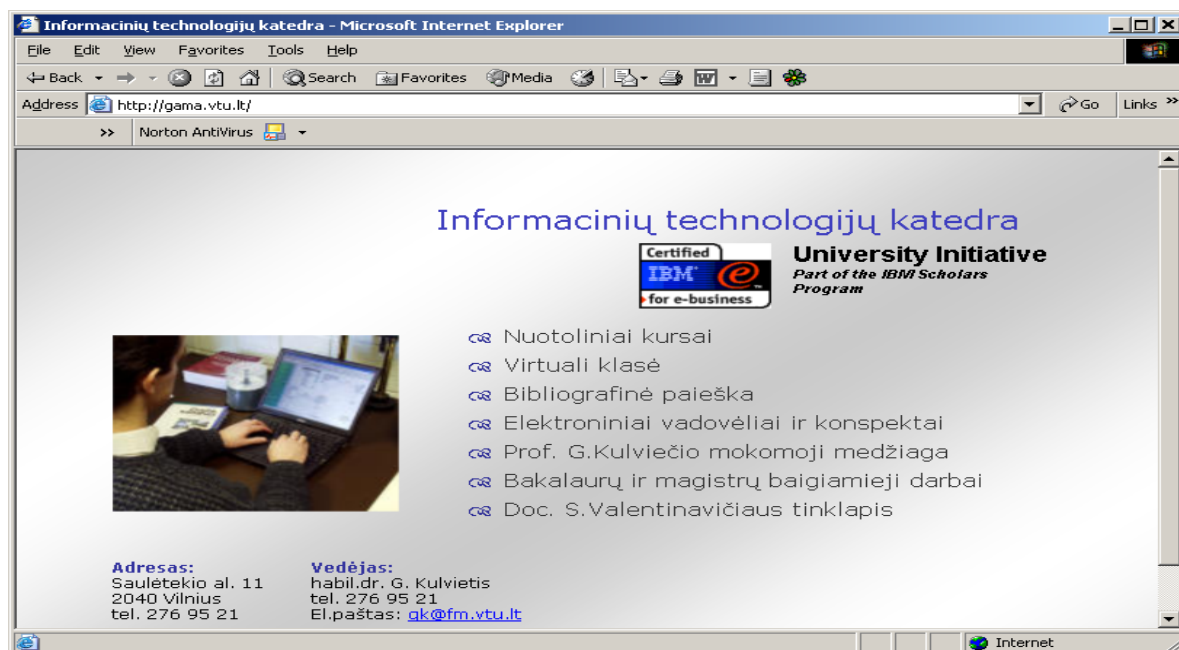 Informacinių technologijų katedra - Microsoft Internet Explorer
File Edit View Favorites Tools Help
Back Search Favorites Media
Address http://gama.vtu.lt/ Go Links »
» Norton AntiVirus
Informacinių technologijų katedra
Certified
IBM
for e-business
University Initiative
Part of the IBM Scholars
Program
Nuotoliniai kursai
Virtuali klasė
Bibliografinė paieška
Elektroniniai vadovėliai ir konspektai
Prof. G.Kulviečio mokomoji medžiaga
Bakalaurų ir magistrų baigiamieji darbai
Doc. S.Valentinavičiaus tinklapis
Adresas:
Saulėtekio al. 11
2040 Vilnius
tel. 276 95 21
Vedėjas:
habil.dr. G. Kulvietis
tel. 276 95 21
El.paštas: gk@fm.vtu.lt
Internet